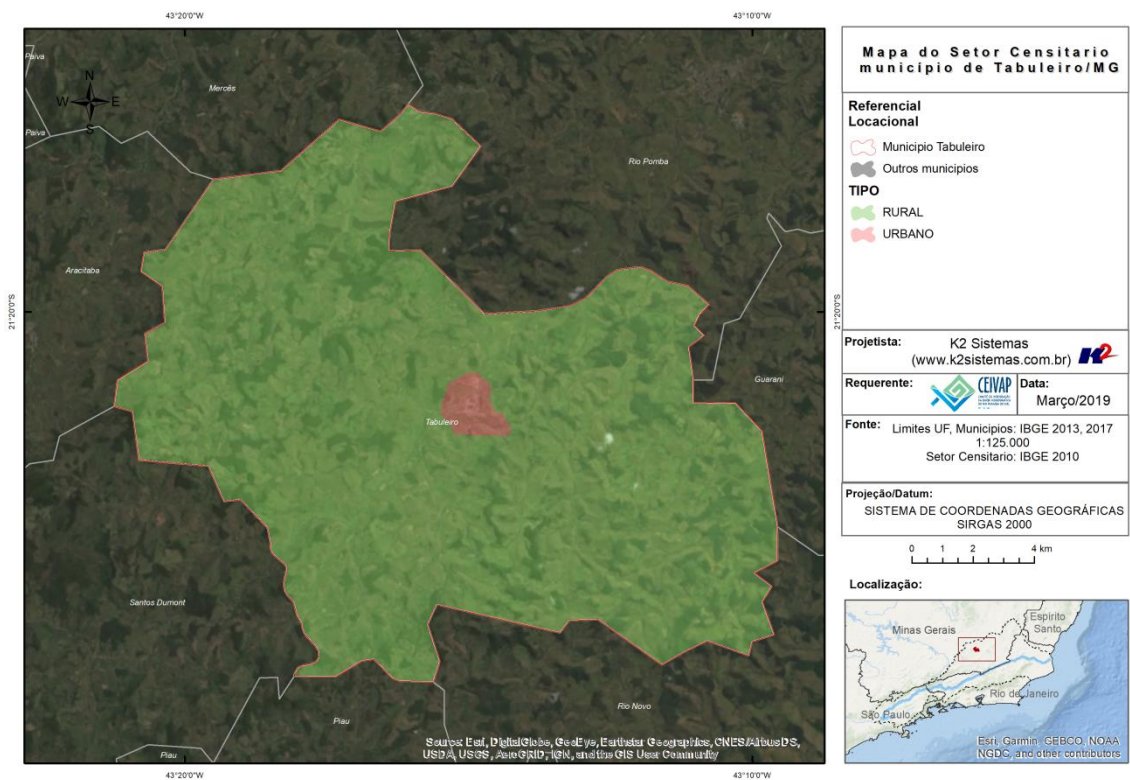 43°20'0"W
43°10'0"W
Paiva
Mercês
N
W E
S
Paiva
Rio Pomba
Aracitaba
21°20'0"S
21°20'0"S
Guarani
Tabuleiro
Santos Dumont
Piau
Rio Novo
Piau
Source: Esri, DigitalGlobe, GeoEye, Earthstar Geographics, CNES/Airbus DS,
USDA, USGS, AeroGRID, IGN, and the GIS User Community
43°20'0"W
43°10'0"W
Mapa do Setor Censitario
município de Tabuleiro/MG
Referencial
Locacional
Municipio Tabuleiro
Outros municipios
TIPO
RURAL
URBANO
Projetista:
K2 Sistemas
(www.k2sistemas.com.br)
K2
Requerente:
CEIVAP
Data:
Março/2019
Fonte:
Limites UF, Municipios: IBGE 2013, 2017
1:125.000
Setor Censitario: IBGE 2010
Projeção/Datum:
SISTEMA DE COORDENADAS GEOGRÁFICAS
SIRGAS 2000
0 1 2 4 km
Localização:
Minas Gerais
Espirito
Santo
Rio de Janeiro
São Paulo
Esri, Garmin, GEBCO, NOAA
NGDC, and other contributors